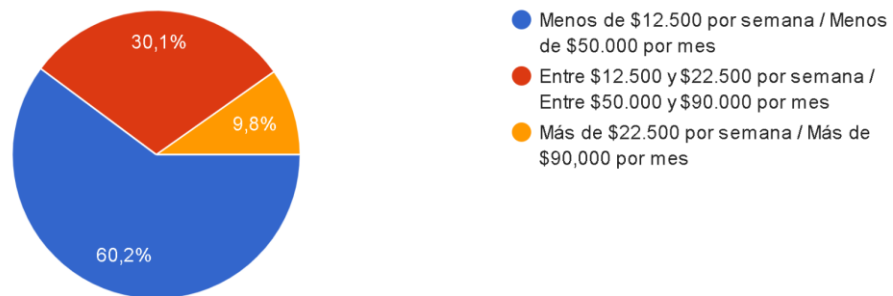 30,1%
9,8%
60,2%
Menos de $12.500 por semana / Menos
de $50.000 por mes
Entre $12.500 y $22.500 por semana /
Entre $50.000 y $90.000 por mes
Más de $22.500 por semana / Más de
$90,000 por mes